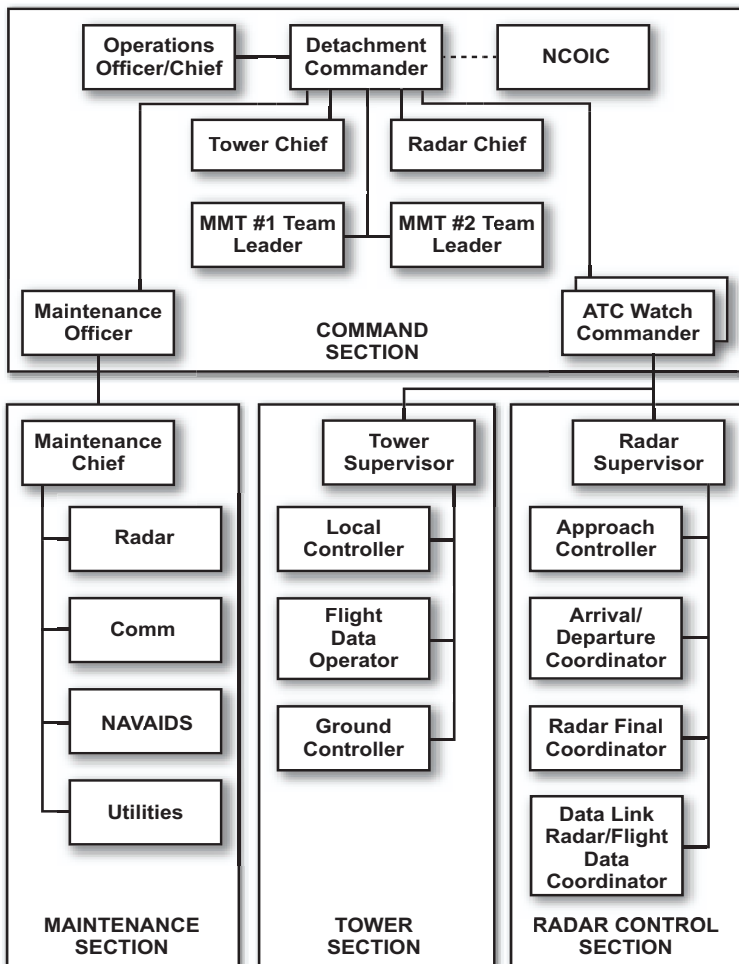 Operations
Officer/Chief
Detachment
Commander
NCOIC
Tower Chief
Radar Chief
MMT #1 Team
Leader
MMT #2 Team
Leader
Maintenance
Officer
COMMAND
SECTION
ATC Watch
Commander
Maintenance
Chief
Radar
Comm
NAVAIDS
Utilities
MAINTENANCE
SECTION
Tower
Supervisor
Local
Controller
Flight
Data
Operator
Ground
Controller
TOWER
SECTION
Radar
Supervisor
Approach
Controller
Arrival/
Departure
Coordinator
Radar Final
Coordinator
Data Link
Radar/Flight
Data
Coordinator
RADAR CONTROL
SECTION